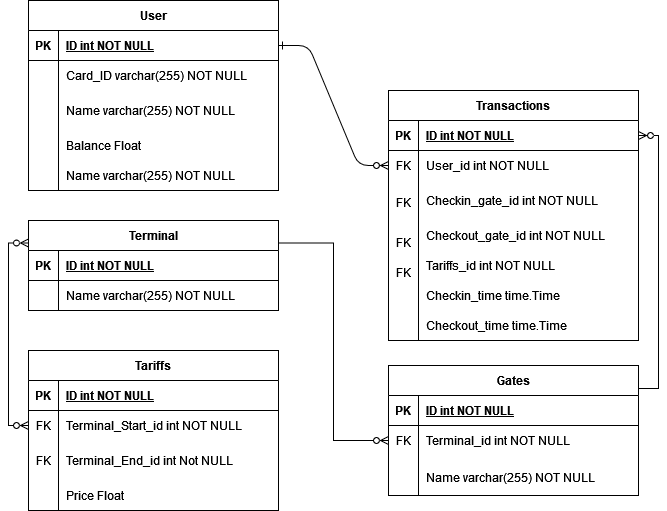 User
PK ID int NOT NULL
Card_ID varchar(255) NOT NULL
Name varchar(255) NOT NULL
Balance Float
Name varchar(255) NOT NULL
Terminal
PK ID int NOT NULL
Name varchar(255) NOT NULL
Tariffs
PK ID int NOT NULL
FK Terminal_Start_id int NOT NULL
FK Terminal_End_id int Not NULL
Price Float
Transactions
PK ID int NOT NULL
FK User_id int NOT NULL
FK Checkin_gate_id int NOT NULL
FK Checkout_gate_id int NOT NULL
FK Tariffs_id int NOT NULL
Checkin_time time.Time
Checkout_time time.Time
Gates
PK ID int NOT NULL
FK Terminal_id int NOT NULL
Name varchar(255) NOT NULL